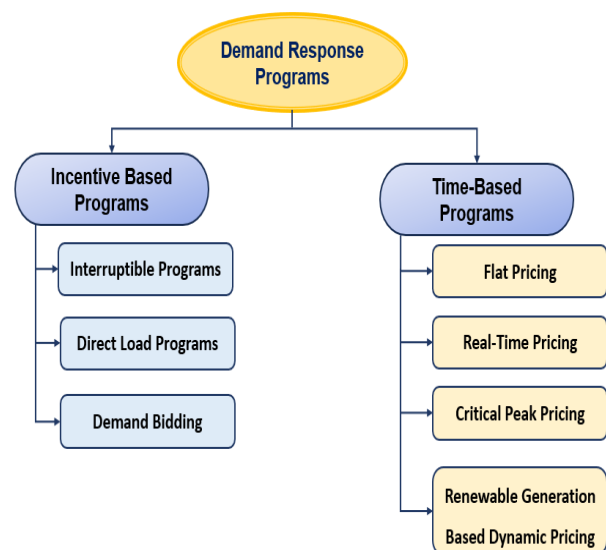 Demand Response
Programs
Incentive Based
Programs
Interruptible Programs
Direct Load Programs
Demand Bidding
Time-Based
Programs
Flat Pricing
Real-Time Pricing
Critical Peak Pricing
Renewable Generation
Based Dynamic Pricing